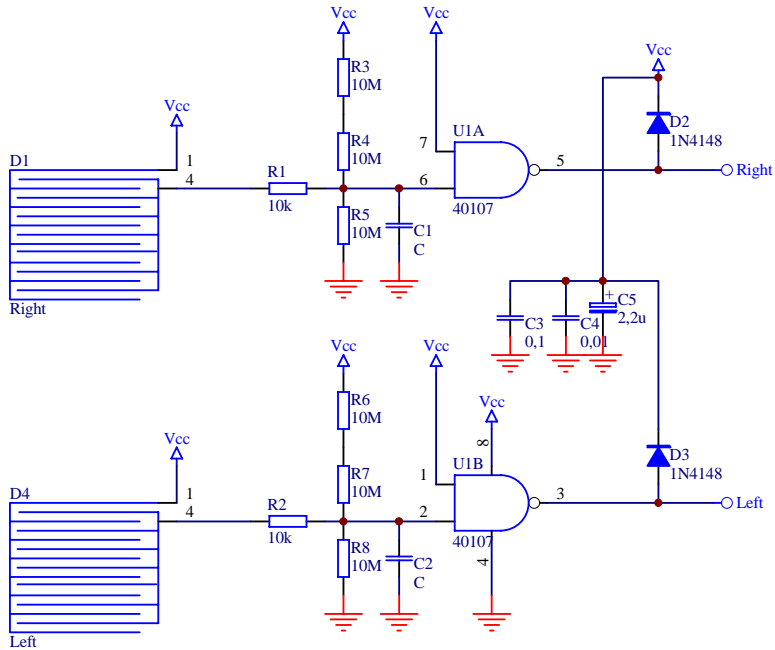 Vcc
Vcc
Vcc
R3
10M
Vcc
D2
1N4148
R4
10M
7
U1A
D1
1
4
R1
10k
6
5
Right
40107
R5
10M
C1
C
Right
C3
0,1
C4
0,01
+
C5
2,2u
Vcc
Vcc
R6
10M
Vcc
8
Vcc
R7
10M
1
U1B
D3
1N4148
D4
1
4
R2
10k
2
3
Left
40107
4
R8
10M
C2
C
Left